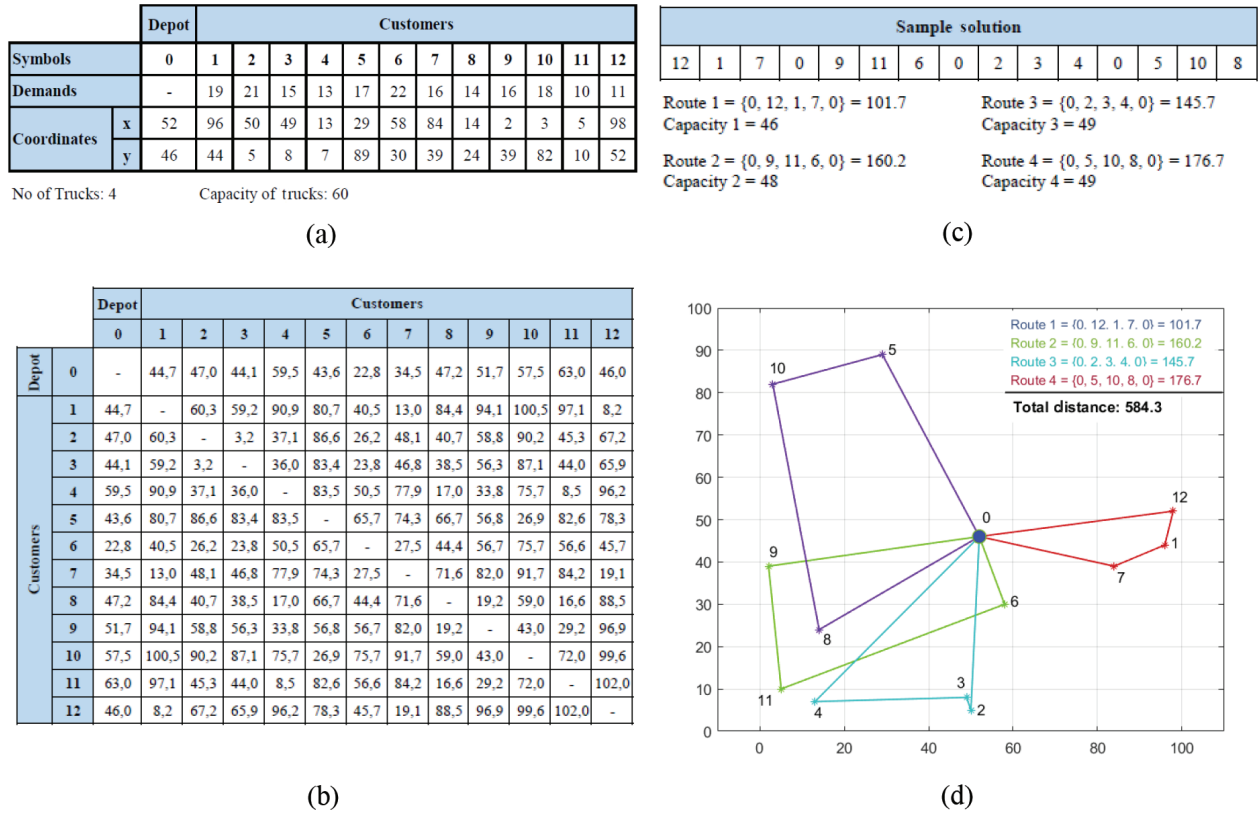 Depot Customers
Symbols 0 1 2 3 4 5 6 7 8 9 10 11 12
Demands - 19 21 15 13 17 22 16 14 16 18 10 11
Coordinates x 52 96 50 49 13 29 58 84 14 2 3 5 98
y 46 44 5 8 7 89 30 39 24 39 82 10 52
No of Trucks: 4 Capacity of trucks: 60
(a)
Sample solution
12 1 7 0 9 11 6 0 2 3 4 0 5 10 8
Route 1 = {0, 12, 1, 7, 0} = 101.7
Capacity 1 = 46
Route 3 = {0, 2, 3, 4, 0} = 145.7
Capacity 3 = 49
Route 2 = {0, 9, 11, 6, 0} = 160.2
Capacity 2 = 48
Route 4 = {0, 5, 10, 8, 0} = 176.7
Capacity 4 = 49
(c)
Depot Customers
0 1 2 3 4 5 6 7 8 9 10 11 12
Depot 0 - 44,7 47,0 44,1 59,5 43,6 22,8 34,5 47,2 51,7 57,5 63,0 46,0
Customers
1 44,7 - 60,3 59,2 90,9 80,7 40,5 13,0 84,4 94,1 100,5 97,1 8,2
2 47,0 60,3 - 3,2 37,1 86,6 26,2 48,1 40,7 58,8 90,2 45,3 67,2
3 44,1 59,2 3,2 - 36,0 83,4 23,8 46,8 38,5 56,3 87,1 44,0 65,9
4 59,5 90,9 37,1 36,0 - 83,5 50,5 77,9 17,0 33,8 75,7 8,5 96,2
5 43,6 80,7 86,6 83,4 83,5 - 65,7 74,3 66,7 56,8 26,9 82,6 78,3
6 22,8 40,5 26,2 23,8 50,5 65,7 - 27,5 44,4 56,7 75,7 56,6 45,7
7 34,5 13,0 48,1 46,8 77,9 74,3 27,5 - 71,6 82,0 91,7 84,2 19,1
8 47,2 84,4 40,7 38,5 17,0 66,7 44,4 71,6 - 19,2 59,0 16,6 88,5
9 51,7 94,1 58,8 56,3 33,8 56,8 56,7 82,0 19,2 - 43,0 29,2 96,9
10 57,5 100,5 90,2 87,1 75,7 26,9 75,7 91,7 59,0 43,0 - 72,0 99,6
11 63,0 97,1 45,3 44,0 8,5 82,6 56,6 84,2 16,6 29,2 72,0 - 102,0
12 46,0 8,2 67,2 65,9 96,2 78,3 45,7 19,1 88,5 96,9 99,6 102,0 -
(b)
Route 1 = {0. 12. 1. 7. 0} = 101.7
Route 2 = {0. 9. 11. 6. 0} = 160.2
Route 3 = {0. 2. 3. 4. 0} = 145.7
Route 4 = {0, 5, 10, 8, 0} = 176.7
Total distance: 584.3
100
90
80
70
60
50
40
30
20
10
0
5
10
12
0
1
9
7
6
8
3
11
4
2
0 20 40 60 80 100
(d)